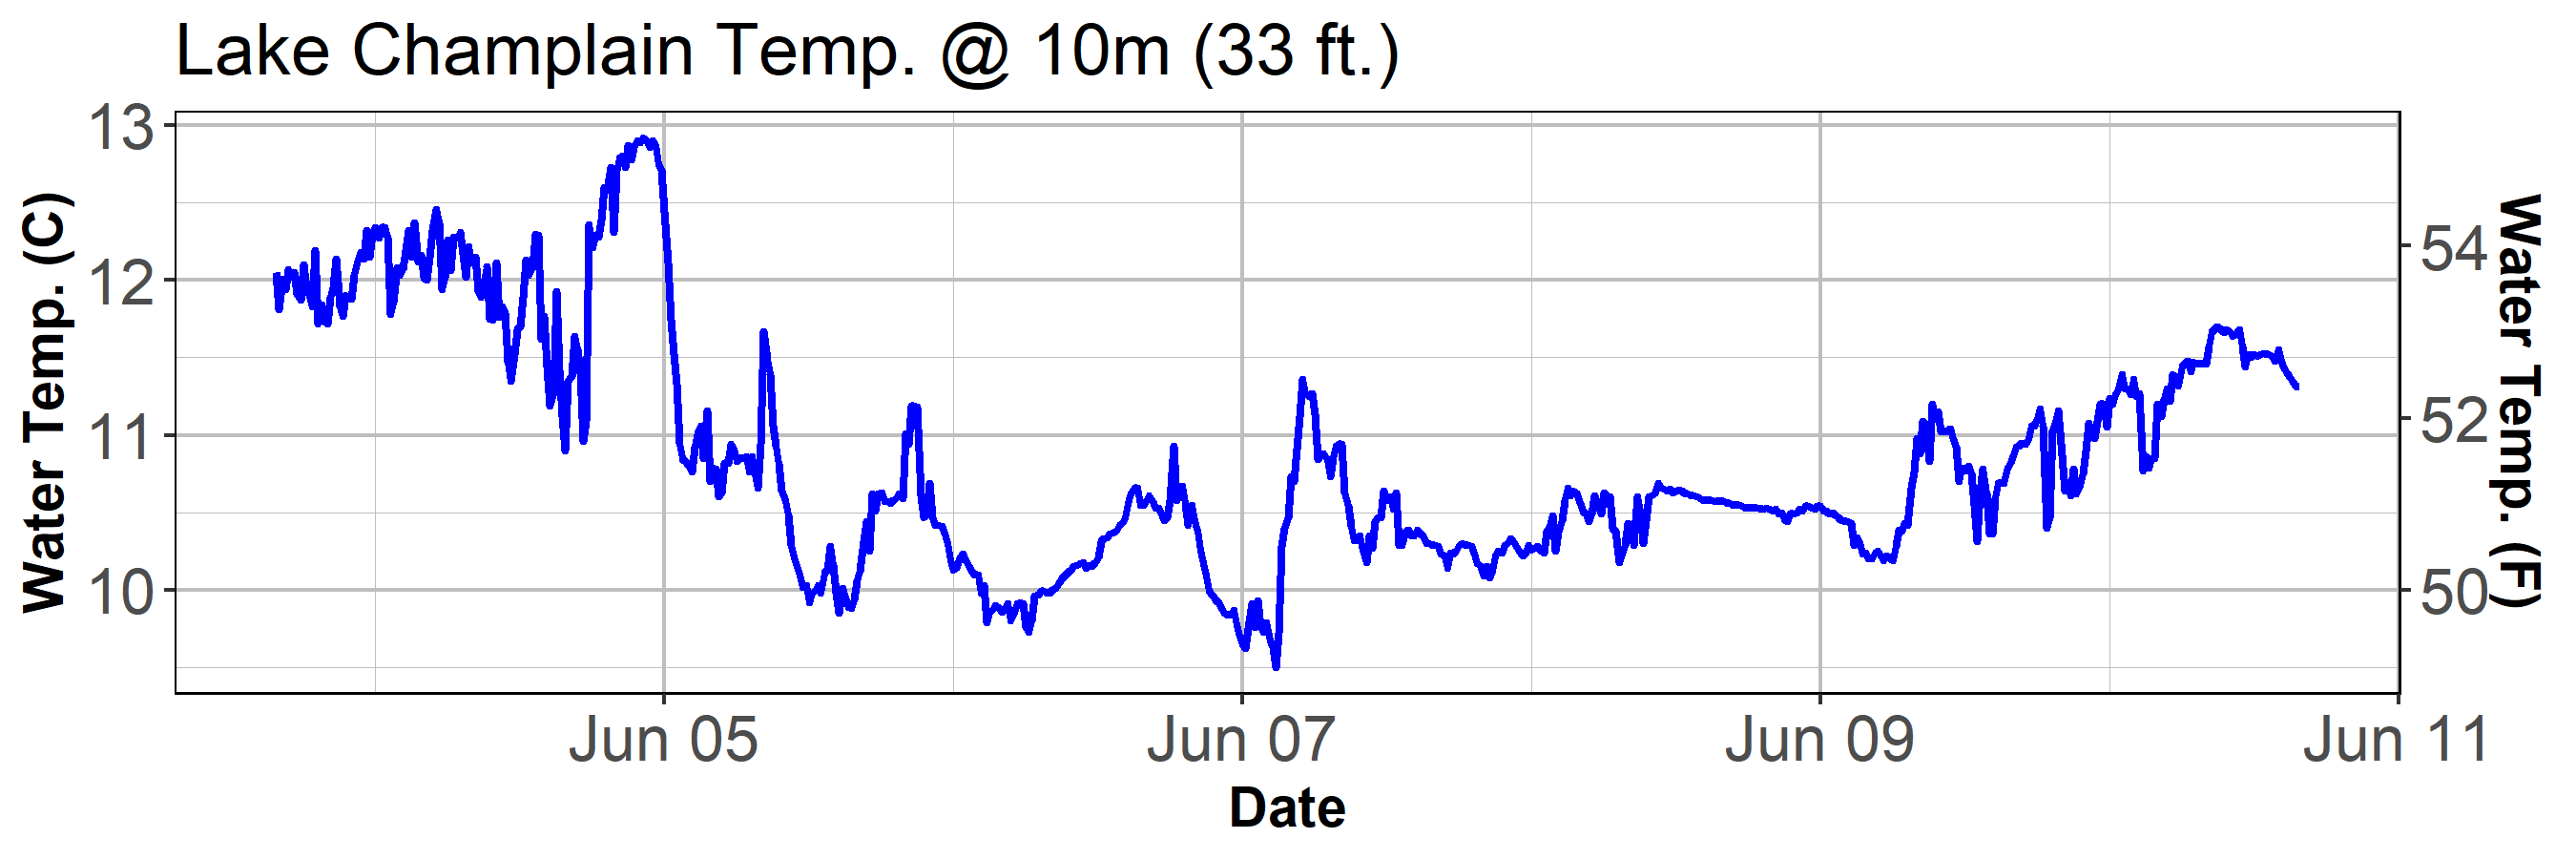 Lake Champlain Temp. @ 10m (33 ft.)
Water Temp. (C)
13
12
11
10
54
52
50
Water Temp. (F)
Jun 05
Jun 07
Jun 09
Jun 11
Date